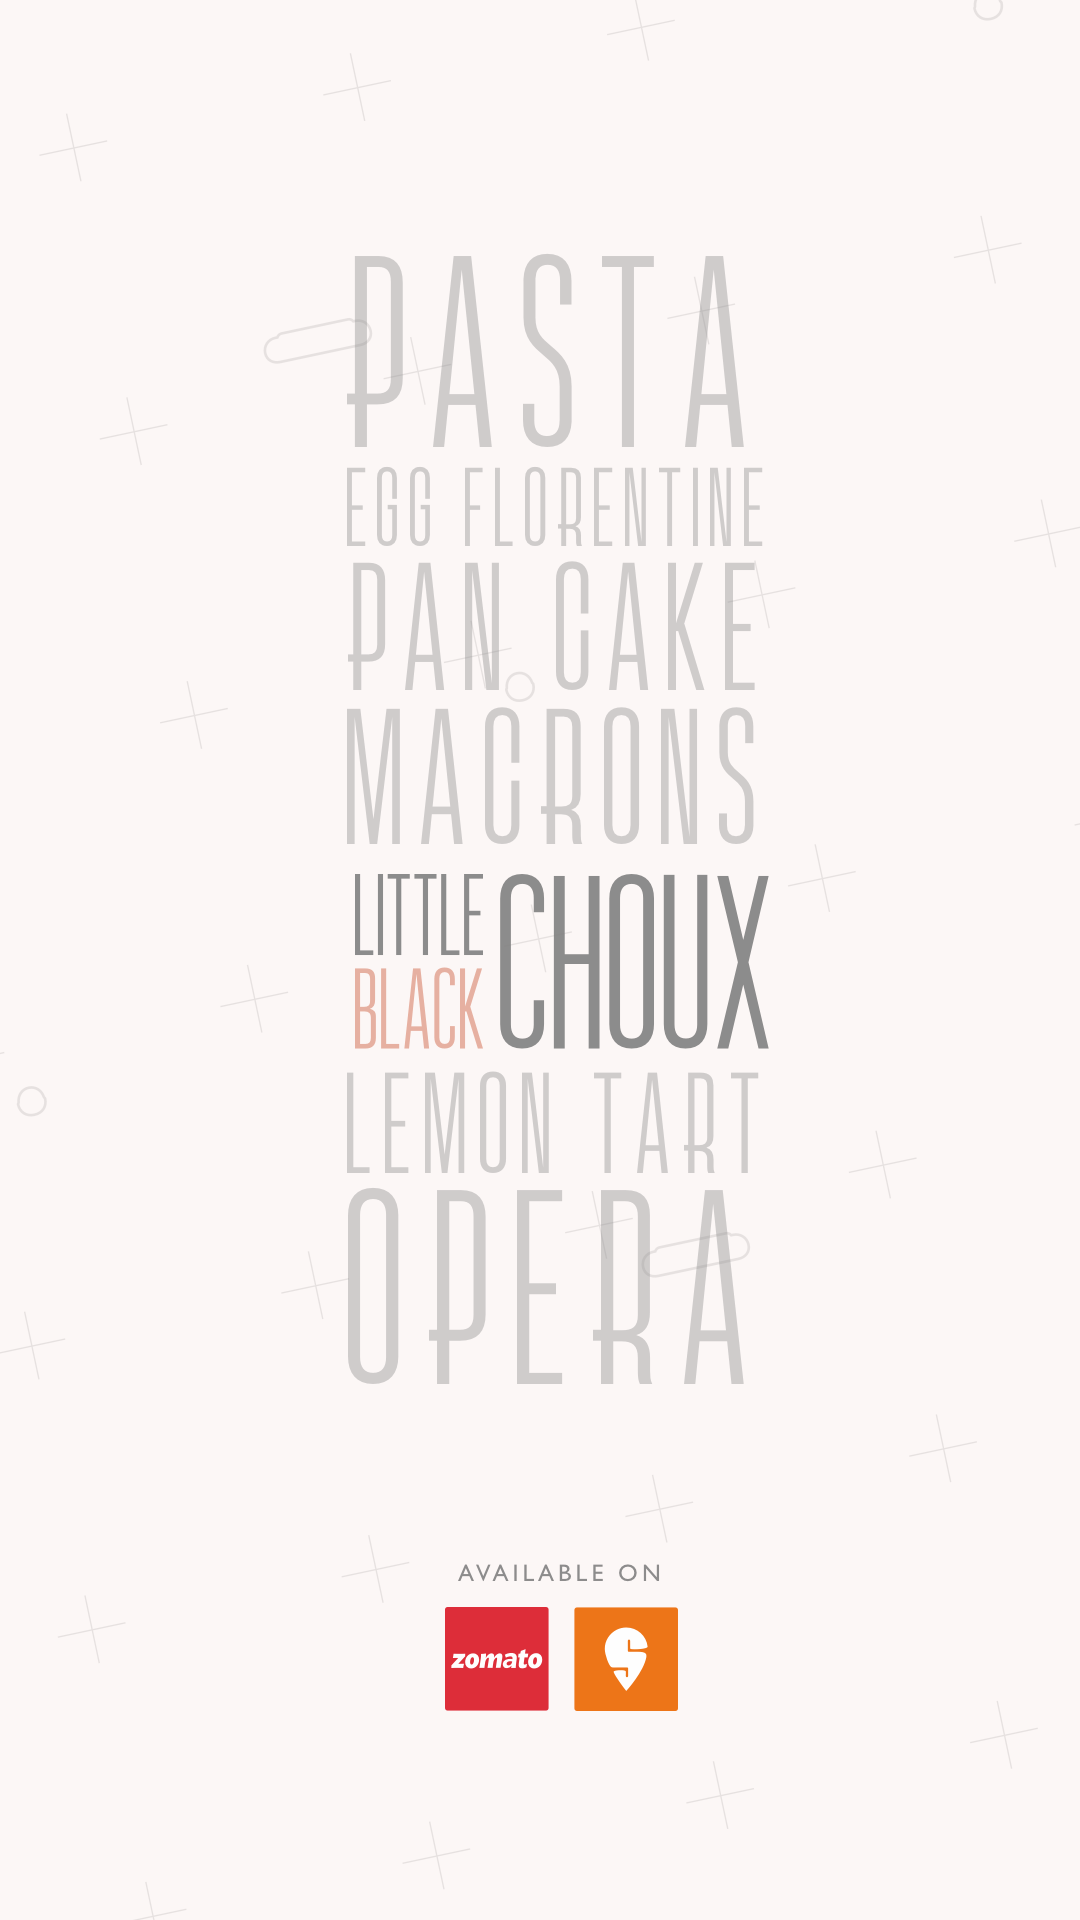 PASTA
EGG FLORENTINE
PAN CAKE
MACRONS
LITTLE
BLACK
CHOUX
LEMON TART
OPERA
AVAILABLE ON
zomato